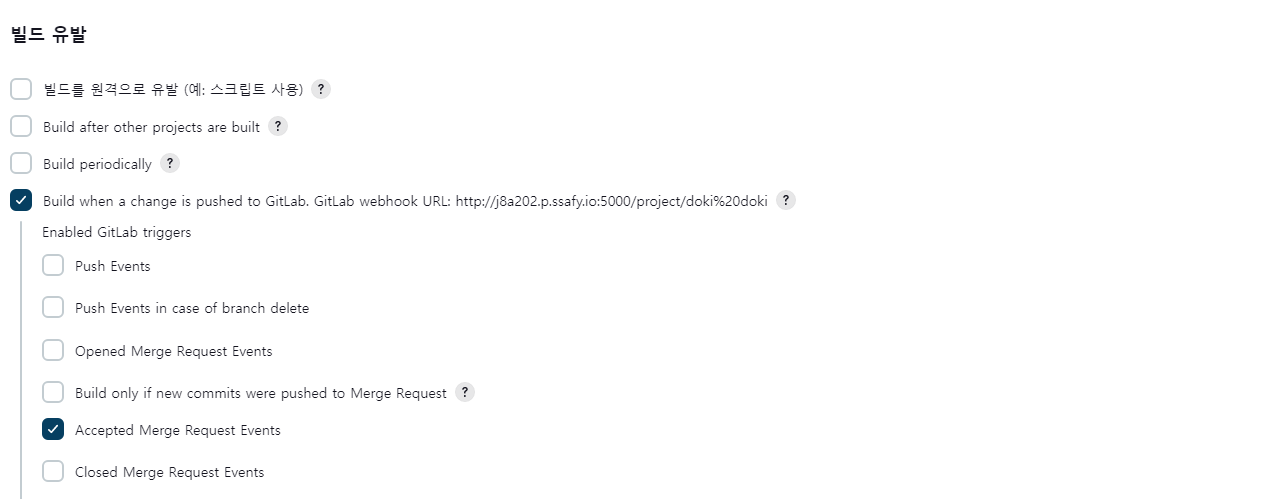 빌드 유발
빌드를 원격으로 유발 (예: 스크립트 사용) ?
Build after other projects are built ?
Build periodically ?
Build when a change is pushed to GitLab. GitLab webhook URL: http://j8a202.p.ssafy.io:5000/project/doki%20doki ?
Enabled GitLab triggers
Push Events
Push Events in case of branch delete
Opened Merge Request Events
Build only if new commits were pushed to Merge Request ?
Accepted Merge Request Events
Closed Merge Request Events